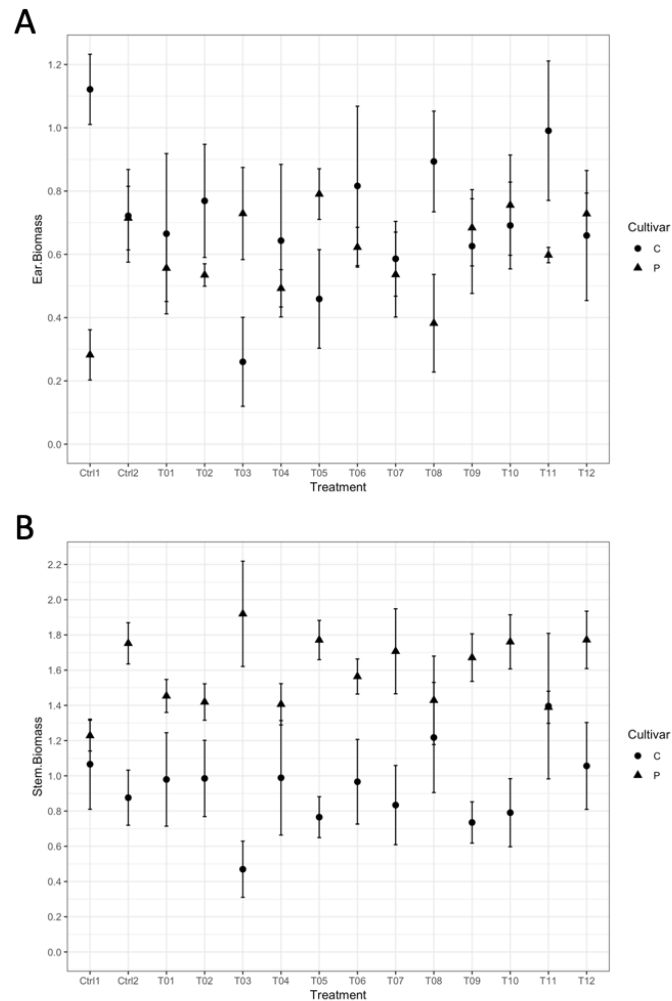 A
1.2
1.0
0.8
0.6
0.4
0.2
0.0
Ear.Biomass
Ctrl1 Ctrl2 T01 T02 T03 T04 T05 T06 T07 T08 T09 T10 T11 T12
Treatment
Cultivar
C
P
B
2.2
2.0
1.8
1.6
1.4
1.2
1.0
0.8
0.6
0.4
0.2
0.0
Stem.Biomass
Ctrl1 Ctrl2 T01 T02 T03 T04 T05 T06 T07 T08 T09 T10 T11 T12
Treatment
Cultivar
C
P